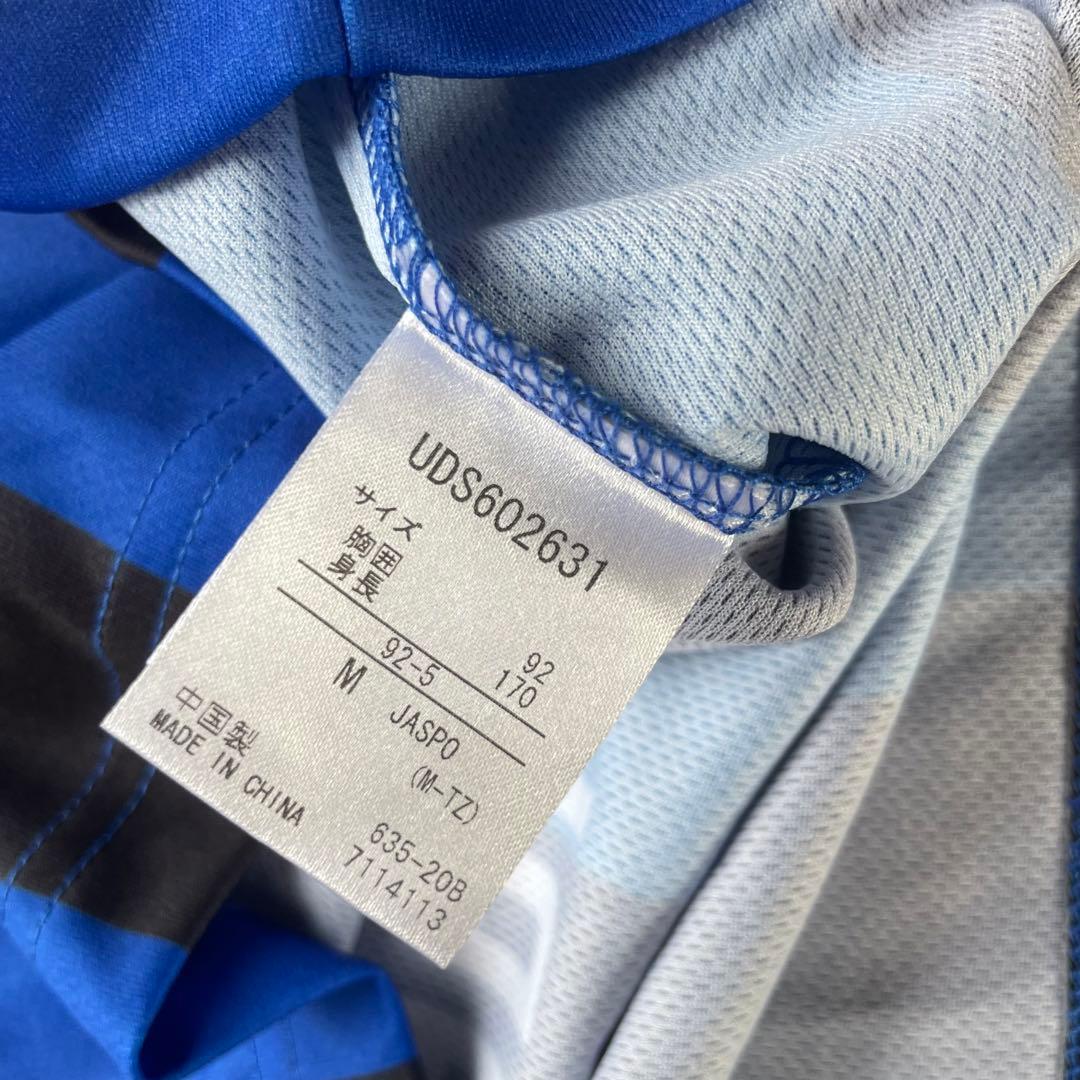 UDS602631
サイズ
胸囲 92
身長 170
92-5
M JASPO
(M-TZ)
中国製
MADE IN CHINA
635-20B
7114113